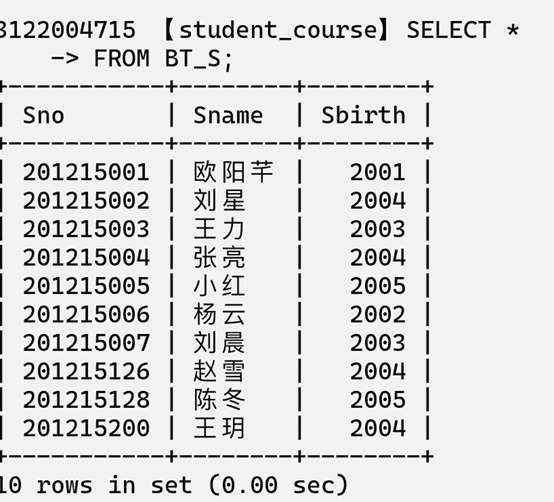 3122004715 【student_course】 SELECT *
    -> FROM BT_S;
+-----------+--------+--------+
| Sno       | Sname  | Sbirth |
+-----------+--------+--------+
| 201215001 | 欧阳芊 |   2001 |
| 201215002 | 刘星   |   2004 |
| 201215003 | 王力   |   2003 |
| 201215004 | 张亮   |   2004 |
| 201215005 | 小红   |   2005 |
| 201215006 | 杨云   |   2002 |
| 201215007 | 刘晨   |   2003 |
| 201215126 | 赵雪   |   2004 |
| 201215128 | 陈冬   |   2005 |
| 201215200 | 王玥   |   2004 |
+-----------+--------+--------+
10 rows in set (0.00 sec)